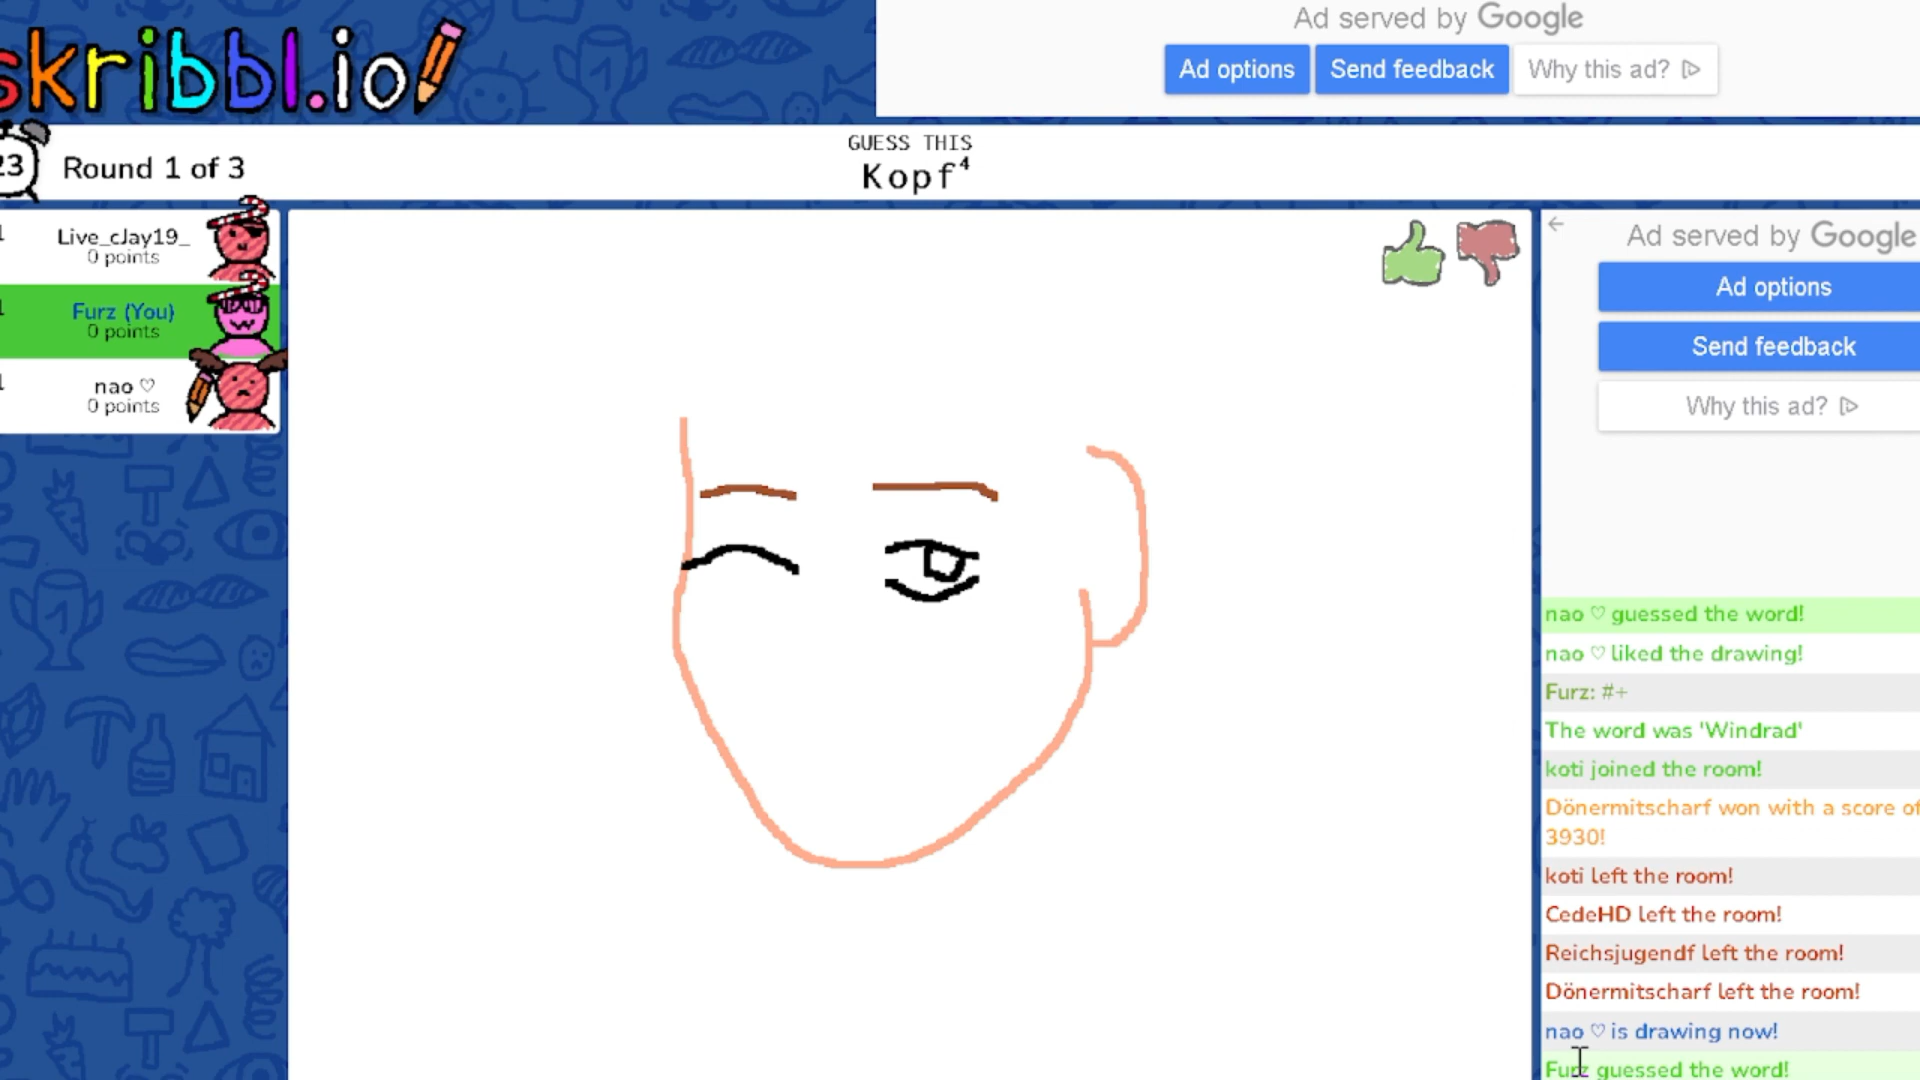 skribbl.io
Ad served by Google
Ad options
Send feedback
Why this ad?
23
Round 1 of 3
GUESS THIS
Kopf⁴
Live_cJay19_
0 points
Furz (You)
0 points
nao ♡
0 points
Ad served by Google
Ad options
Send feedback
Why this ad?
nao ♡ guessed the word!
nao ♡ liked the drawing!
Furz: #+
The word was 'Windrad'
koti joined the room!
Dönermitscharf won with a score of
3930!
koti left the room!
CedeHD left the room!
Reichsjugendf left the room!
Dönermitscharf left the room!
nao ♡ is drawing now!
Furz guessed the word!